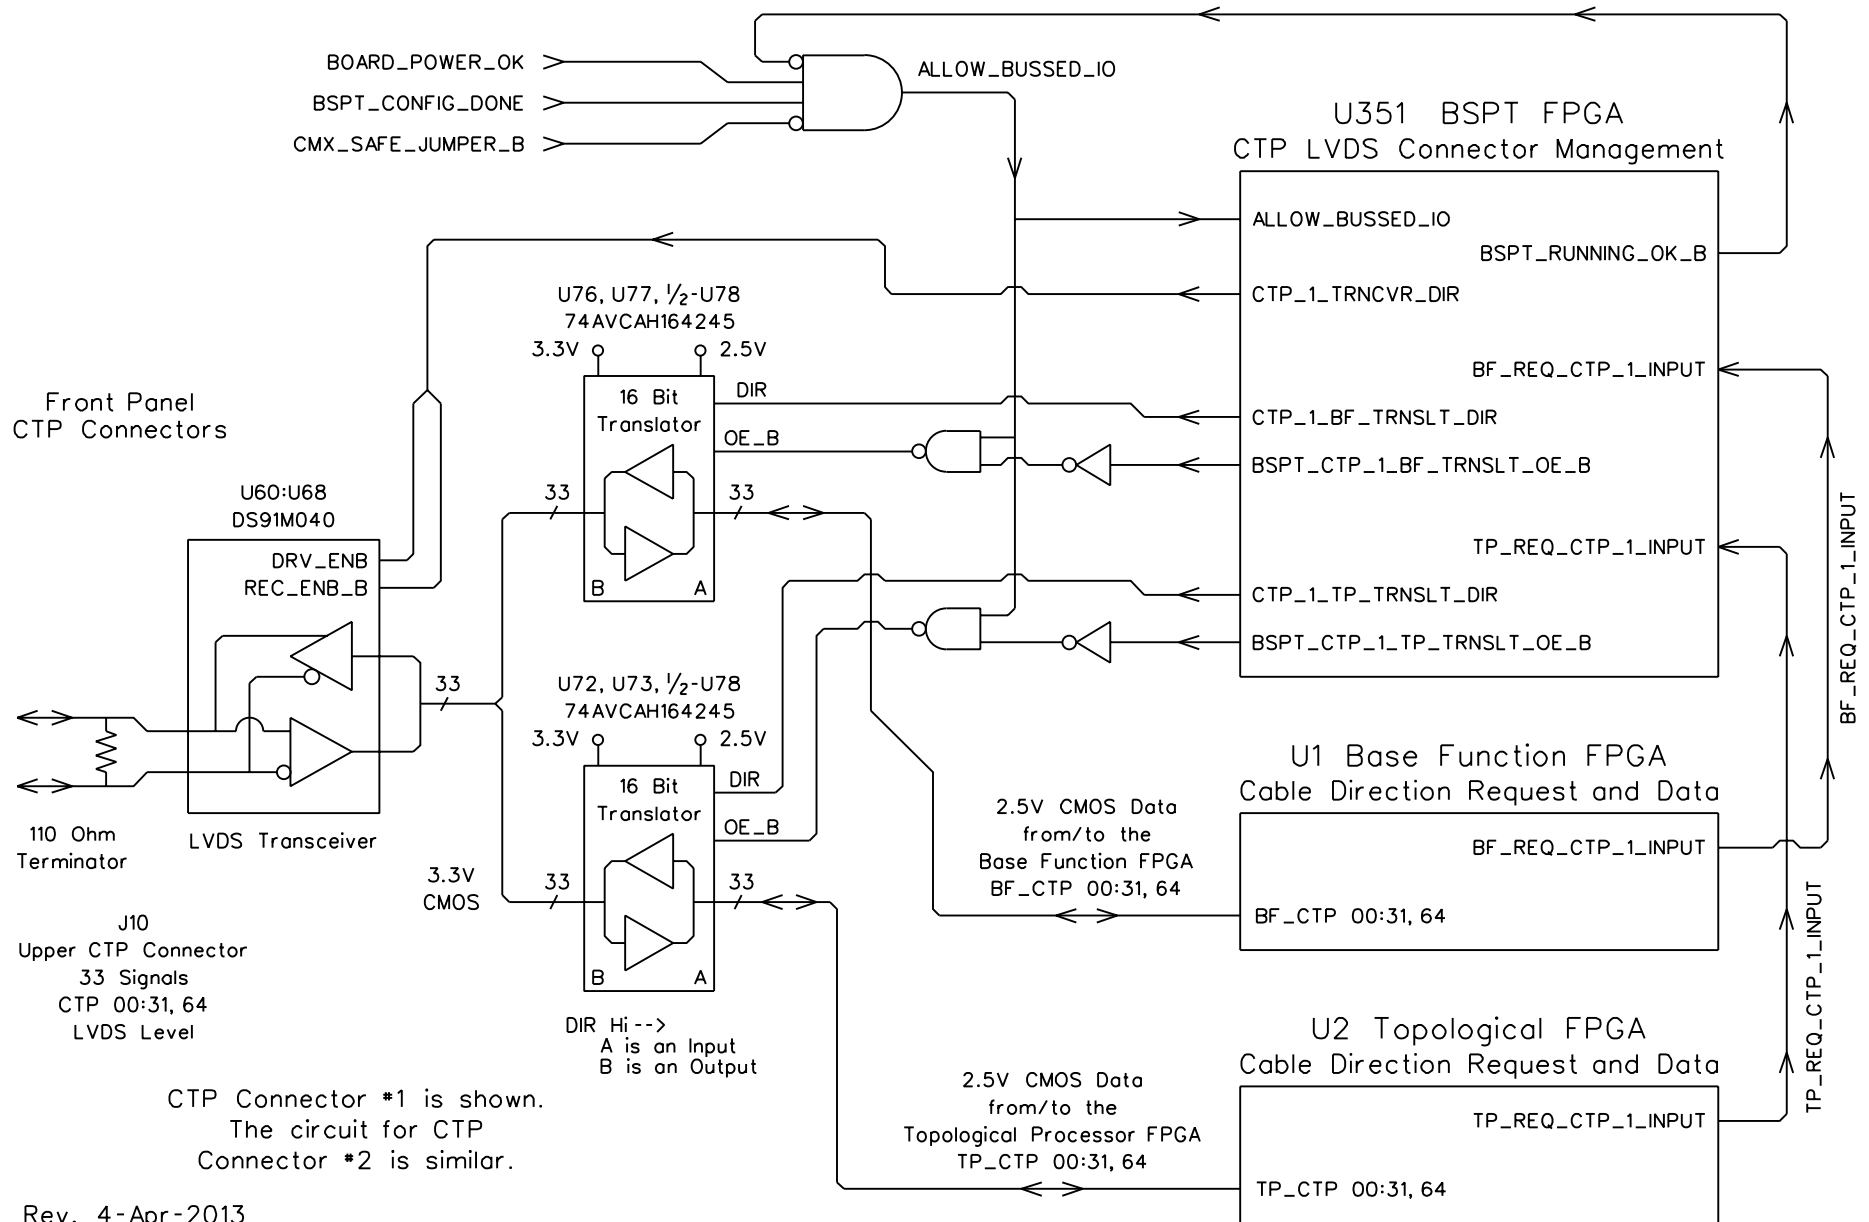 BOARD_POWER_OK
BSPT_CONFIG_DONE
CMX_SAFE_JUMPER_B
ALLOW_BUSSED_IO
U351 BSPT FPGA
CTP LVDS Connector Management
ALLOW_BUSSED_IO
BSPT_RUNNING_OK_B
CTP_1_TRNCVR_DIR
BF_REQ_CTP_1_INPUT
CTP_1_BF_TRNSLT_DIR
BSPT_CTP_1_BF_TRNSLT_OE_B
TP_REQ_CTP_1_INPUT
CTP_1_TP_TRNSLT_DIR
BSPT_CTP_1_TP_TRNSLT_OE_B
U76, U77, 1/2-U78
74AVCAH164245
3.3V
2.5V
16 Bit
Translator
DIR
OE_B
33
33
B
A
Front Panel
CTP Connectors
U60:U68
DS91M040
DRV_ENB
REC_ENB_B
33
LVDS Transceiver
110 Ohm
Terminator
J10
Upper CTP Connector
33 Signals
CTP 00:31, 64
LVDS Level
U72, U73, 1/2-U78
74AVCAH164245
3.3V
2.5V
16 Bit
Translator
DIR
OE_B
3.3V
CMOS
33
33
B
A
DIR Hi-->
A is an Input
B is an Output
2.5V CMOS Data
from/to the
Base Function FPGA
BF_CTP 00:31, 64
U1 Base Function FPGA
Cable Direction Request and Data
BF_REQ_CTP_1_INPUT
BF_CTP 00:31, 64
BF_REQ_CTP_1_INPUT
TP_REQ_CTP_1_INPUT
2.5V CMOS Data
from/to the
Topological Processor FPGA
TP_CTP 00:31, 64
U2 Topological FPGA
Cable Direction Request and Data
TP_REQ_CTP_1_INPUT
TP_CTP 00:31, 64
CTP Connector #1 is shown.
The circuit for CTP
Connector #2 is similar.
Rev. 4-Apr-2013